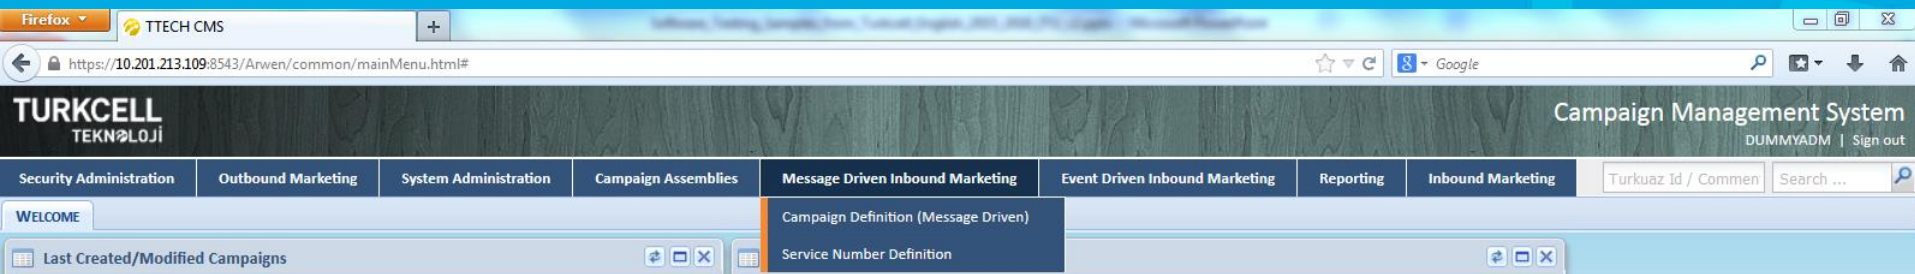 Firefox
TTECH CMS
+
https://10.201.213.109:8543/Arwen/common/mainMenu.html#
8 Google
TURKCELL
TEKNOLOJİ
Campaign Management System
DUMMYADM | Sign out
Security Administration Outbound Marketing System Administration Campaign Assemblies Message Driven Inbound Marketing Event Driven Inbound Marketing Reporting Inbound Marketing Turkuaz Id / Commen Search ...
WELCOME
Campaign Definition (Message Driven)
Last Created/Modified Campaigns
Service Number Definition